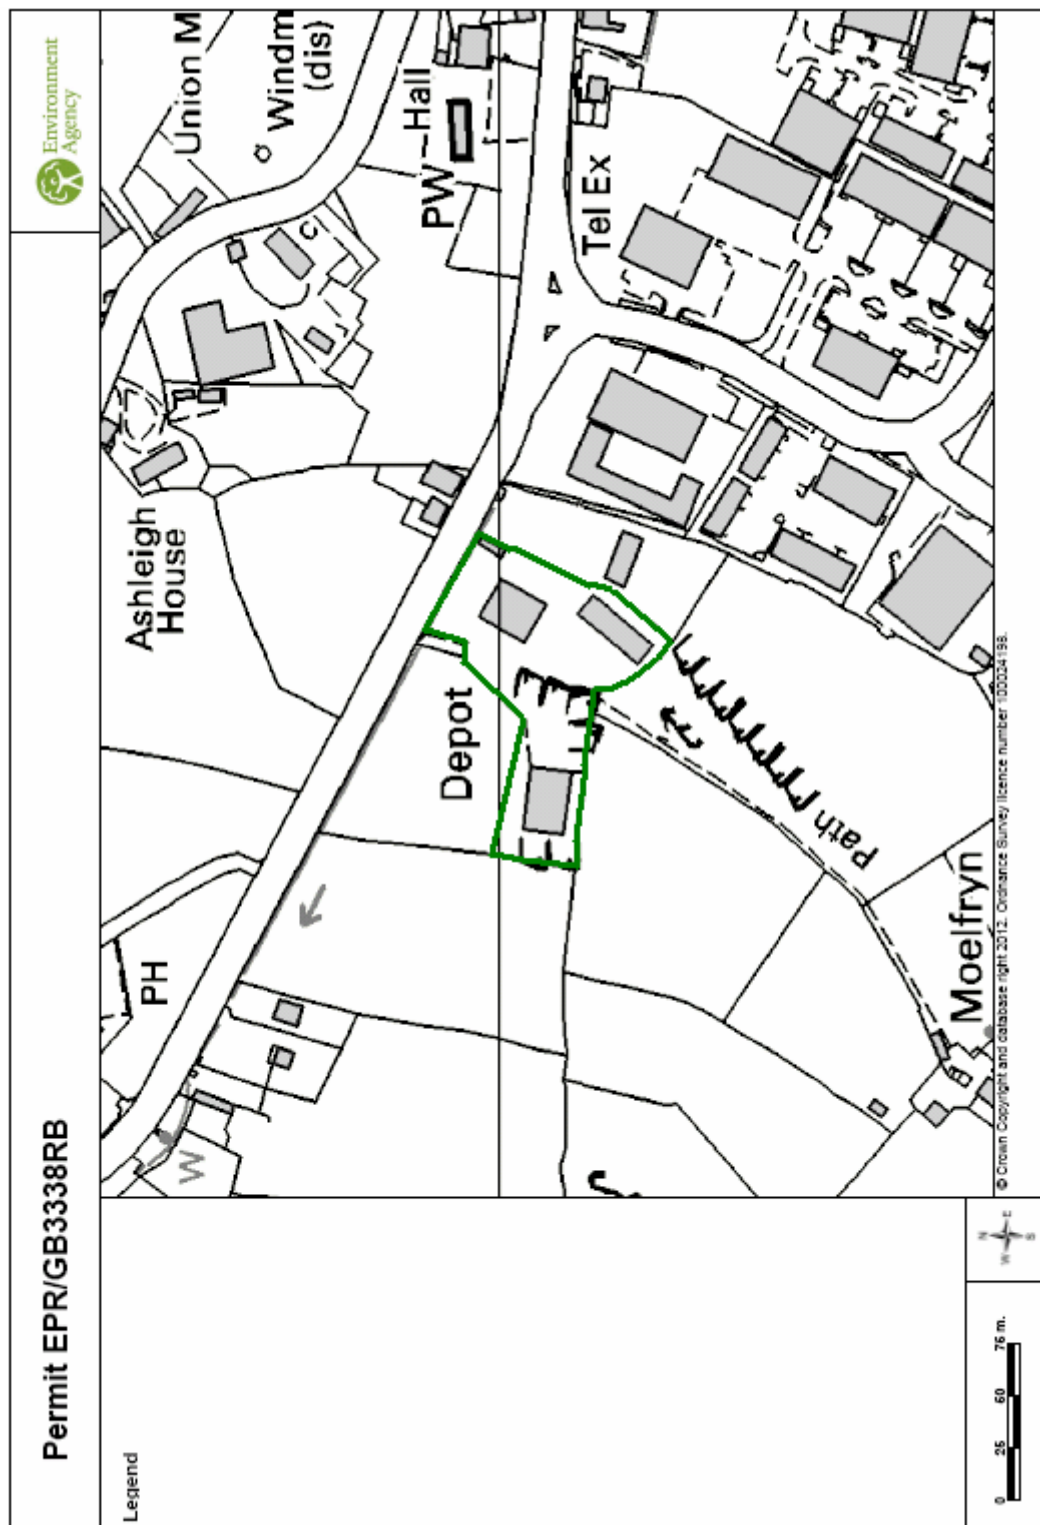 Permit EPR/GB3338RB
Environment
Agency
Legend
PH
W
Ashleigh
House
Union M
Windm
(dis)
PW
Hall
Depot
Tel Ex
Path
Moelfryn
© Crown Copyright and database right 2012. Ordnance Survey licence number 100024198.
0 25 50 75 m.
N
W E
S